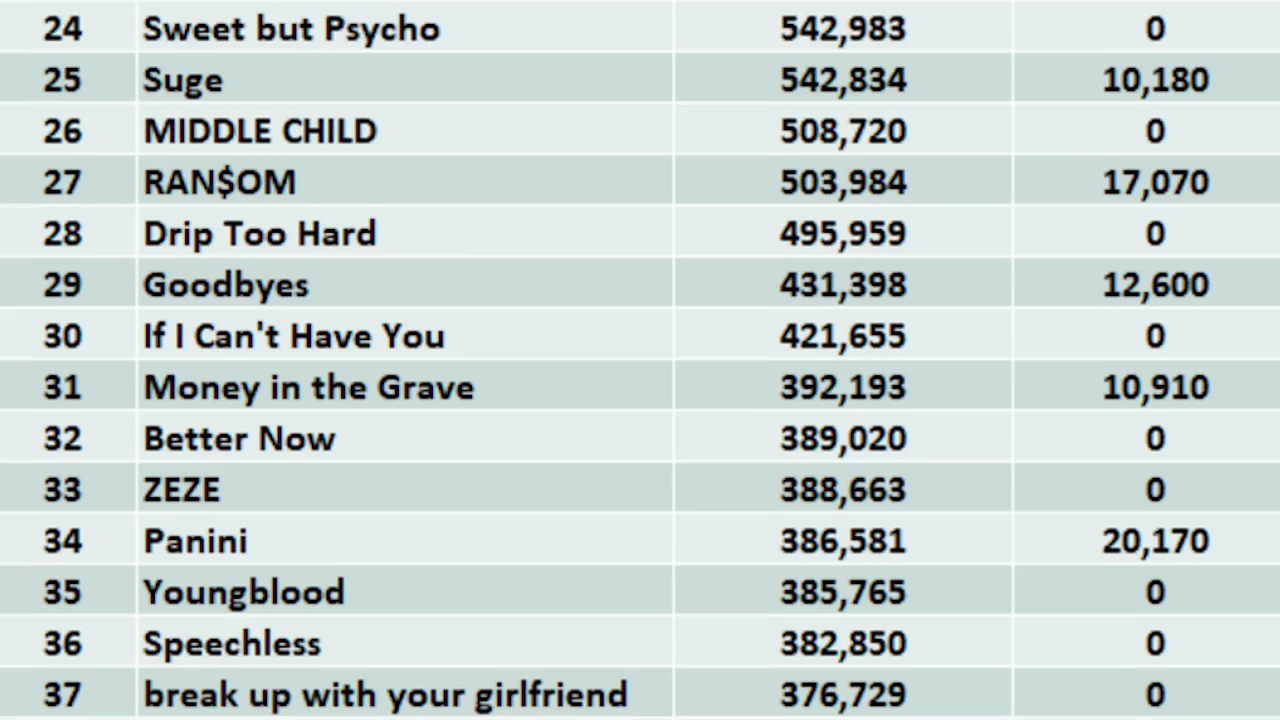 24 Sweet but Psycho 542,983 0
25 Suge 542,834 10,180
26 MIDDLE CHILD 508,720 0
27 RAN$OM 503,984 17,070
28 Drip Too Hard 495,959 0
29 Goodbyes 431,398 12,600
30 If I Can't Have You 421,655 0
31 Money in the Grave 392,193 10,910
32 Better Now 389,020 0
33 ZEZE 388,663 0
34 Panini 386,581 20,170
35 Youngblood 385,765 0
36 Speechless 382,850 0
37 break up with your girlfriend 376,729 0